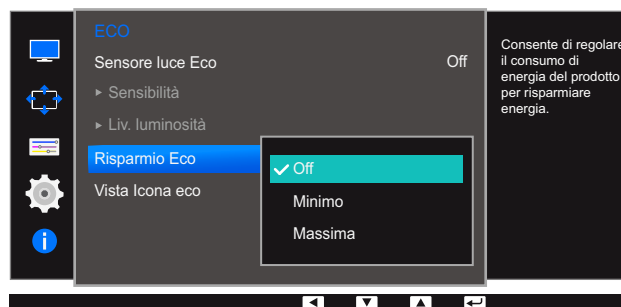 ECO
Sensore luce Eco Off
▸ Sensibilità
▸ Liv. luminosità
Risparmio Eco
Vista Icona eco
Off
Minimo
Massima
Consente di regolare
il consumo di
energia del prodotto
per risparmiare
energia.